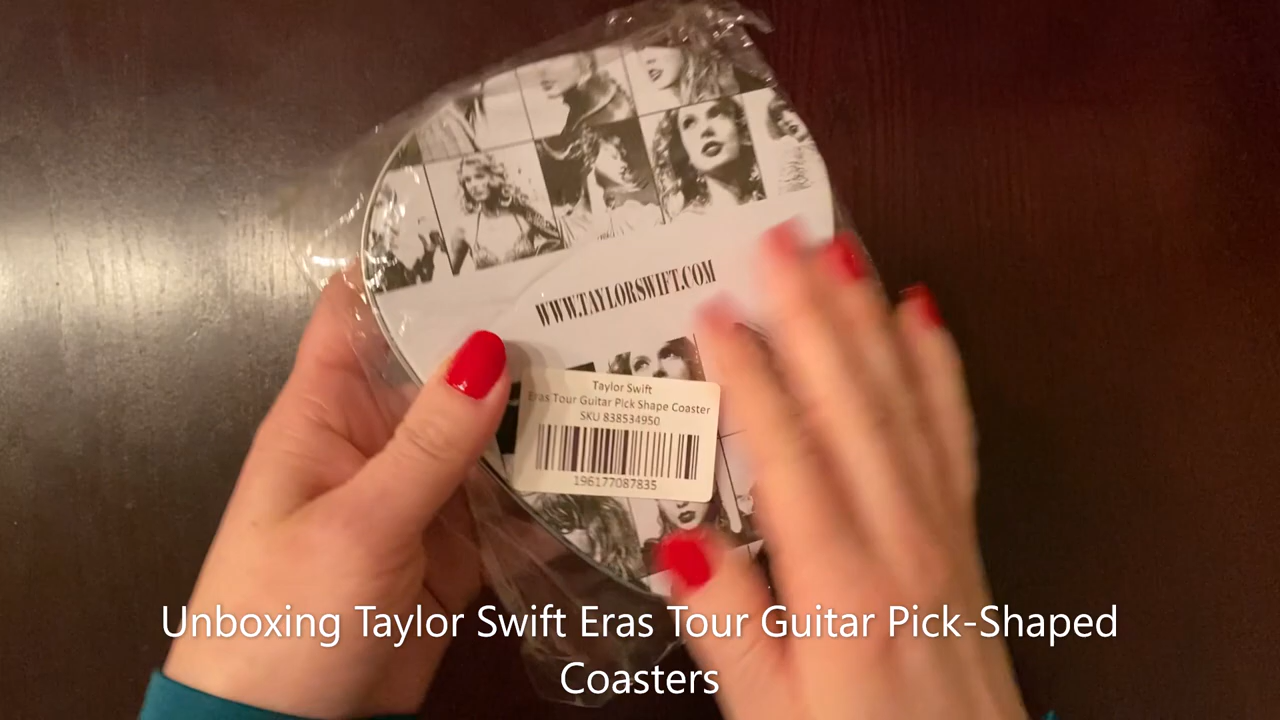 WWW.TAYLORSWIFT.COM
Taylor Swift
Eras Tour Guitar Pick Shape Coaster
SKU 838534950
196177087835
Unboxing Taylor Swift Eras Tour Guitar Pick-Shaped
Coasters